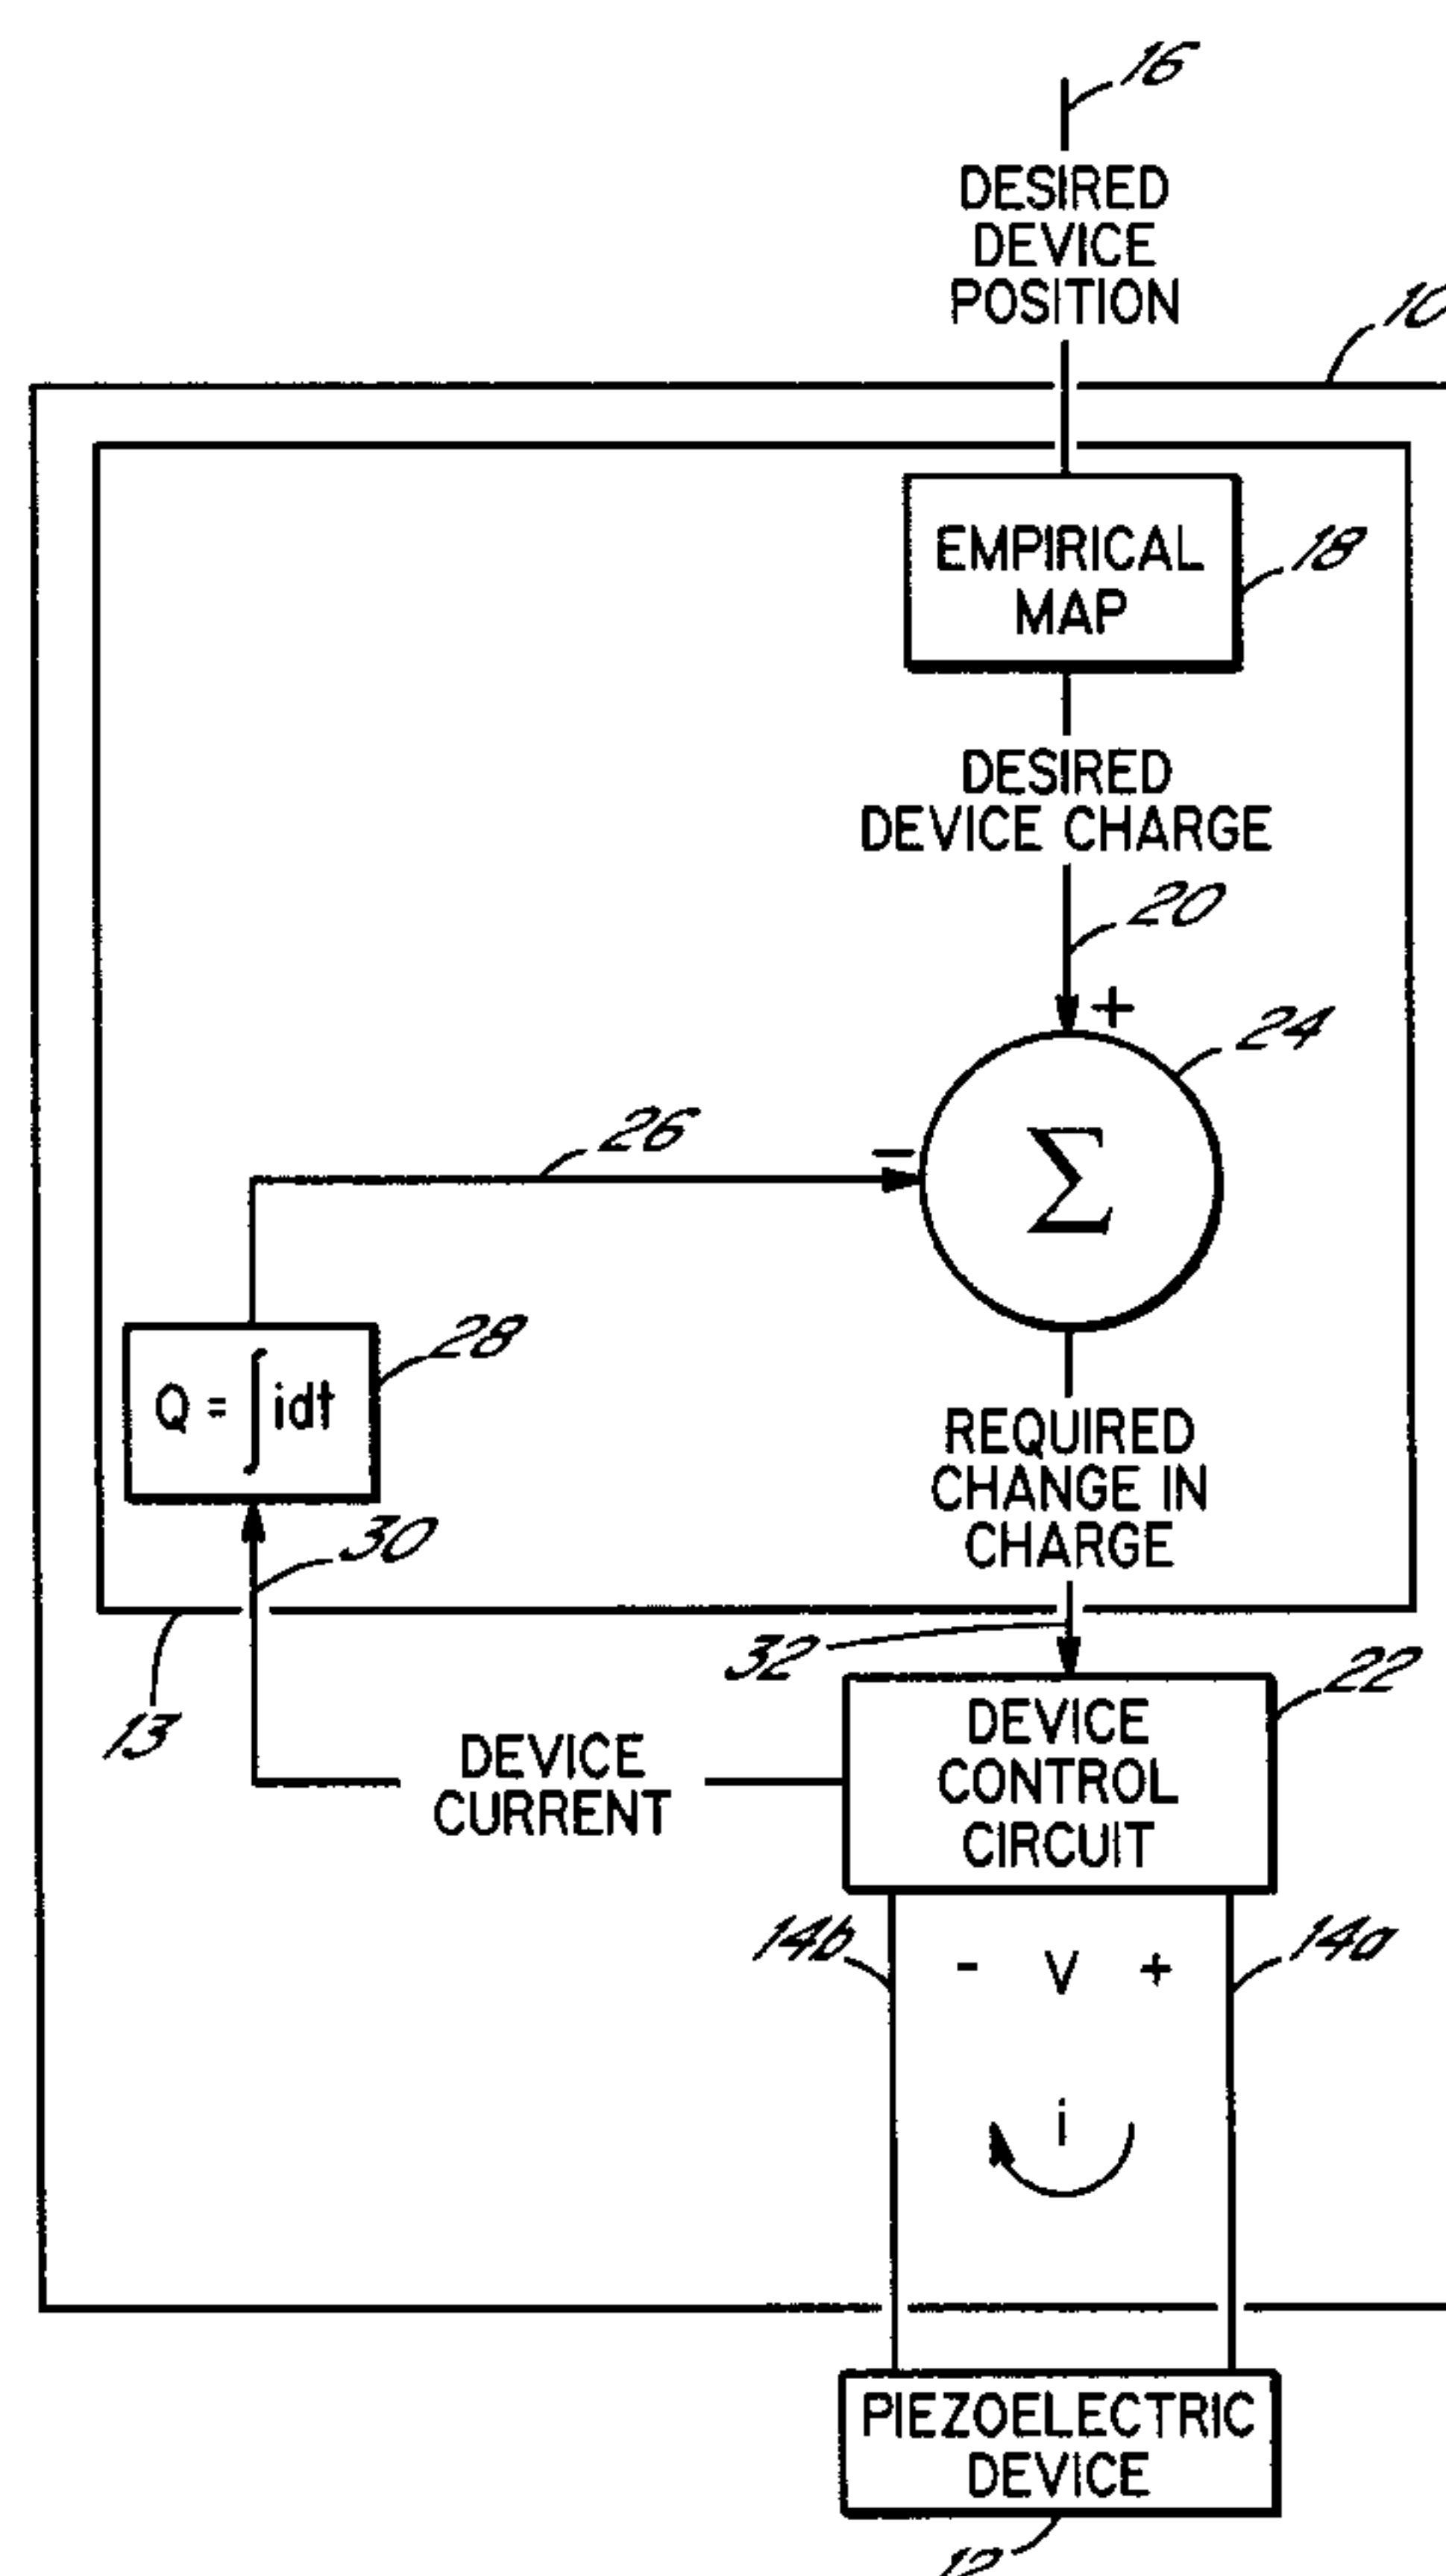 16
DESIRED
DEVICE
POSITION
10
EMPIRICAL
MAP
18
DESIRED
DEVICE CHARGE
20
+
24
26
−
Σ
28
Q = ∫ idt
REQUIRED
CHANGE IN
CHARGE
30
32
22
13
DEVICE
CURRENT
DEVICE
CONTROL
CIRCUIT
14b
- V +
14a
i
PIEZOELECTRIC
DEVICE
12